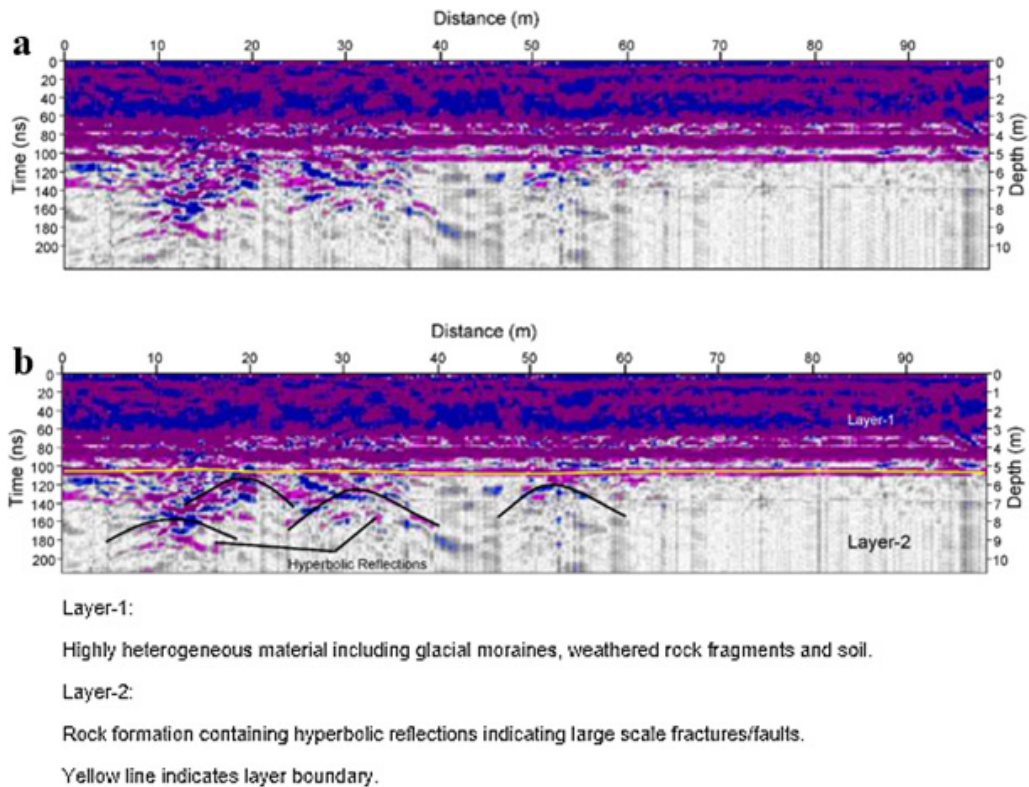 Distance (m)
a
0 10 20 30 40 50 60 70 80 90
Time (ns)
0
20
40
60
80
100
120
140
160
180
200
Depth (m)
0
1
2
3
4
5
6
7
8
9
10
Distance (m)
b
0 10 20 30 40 50 60 70 80 90
Time (ns)
0
20
40
60
80
100
120
140
160
180
200
Depth (m)
0
1
2
3
4
5
6
7
8
9
10
Layer-1
Layer-2
Hyperbolic Reflections
Layer-1:
Highly heterogeneous material including glacial moraines, weathered rock fragments and soil.
Layer-2:
Rock formation containing hyperbolic reflections indicating large scale fractures/faults.
Yellow line indicates layer boundary.